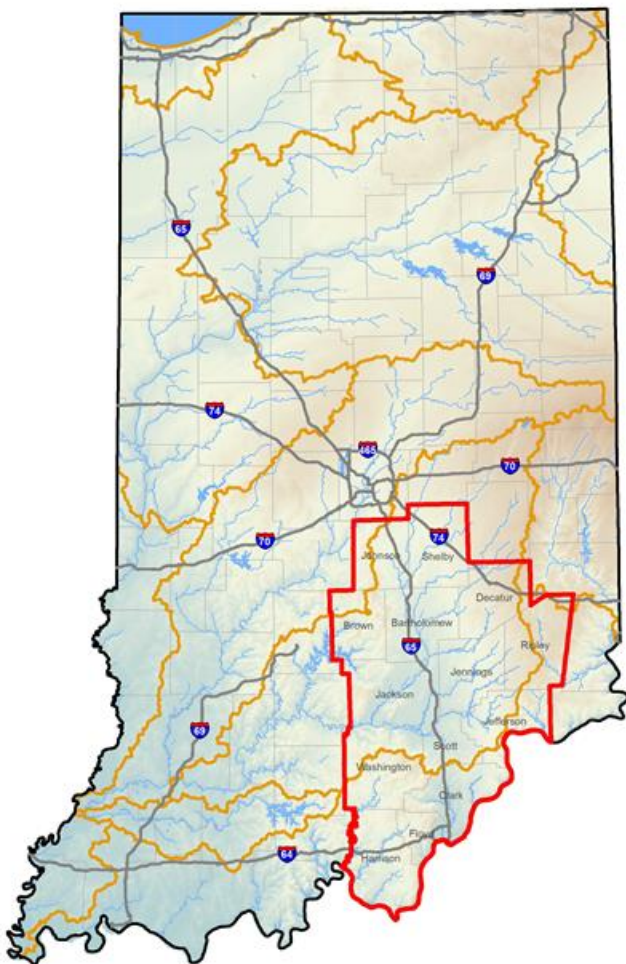 65
69
74
465
70
70
74
Johnson
Shelby
Decatur
Brown
Bartholomew
65
Ripley
Jennings
Jackson
Jefferson
69
Scott
Washington
Clark
Floyd
64
Harrison